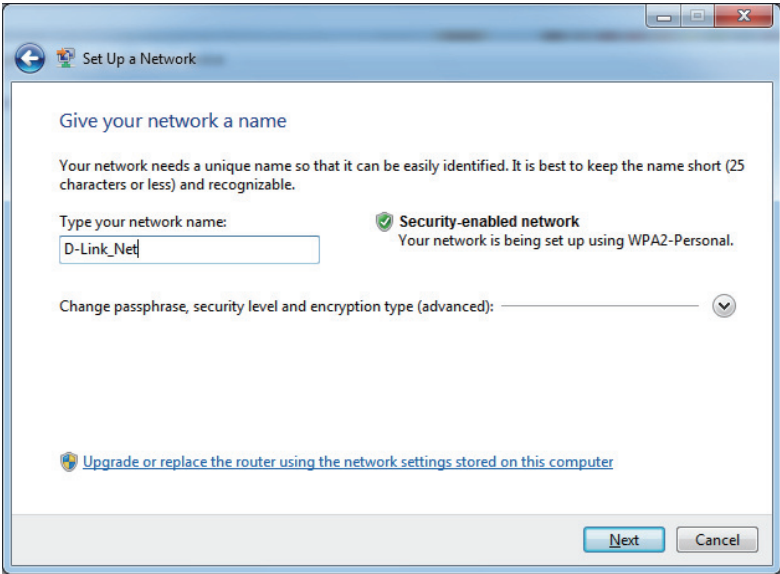 Set Up a Network
Give your network a name
Your network needs a unique name so that it can be easily identified. It is best to keep the name short (25
characters or less) and recognizable.
Type your network name:
Security-enabled network
D-Link_Net
Your network is being set up using WPA2-Personal.
Change passphrase, security level and encryption type (advanced):
Upgrade or replace the router using the network settings stored on this computer
Next
Cancel